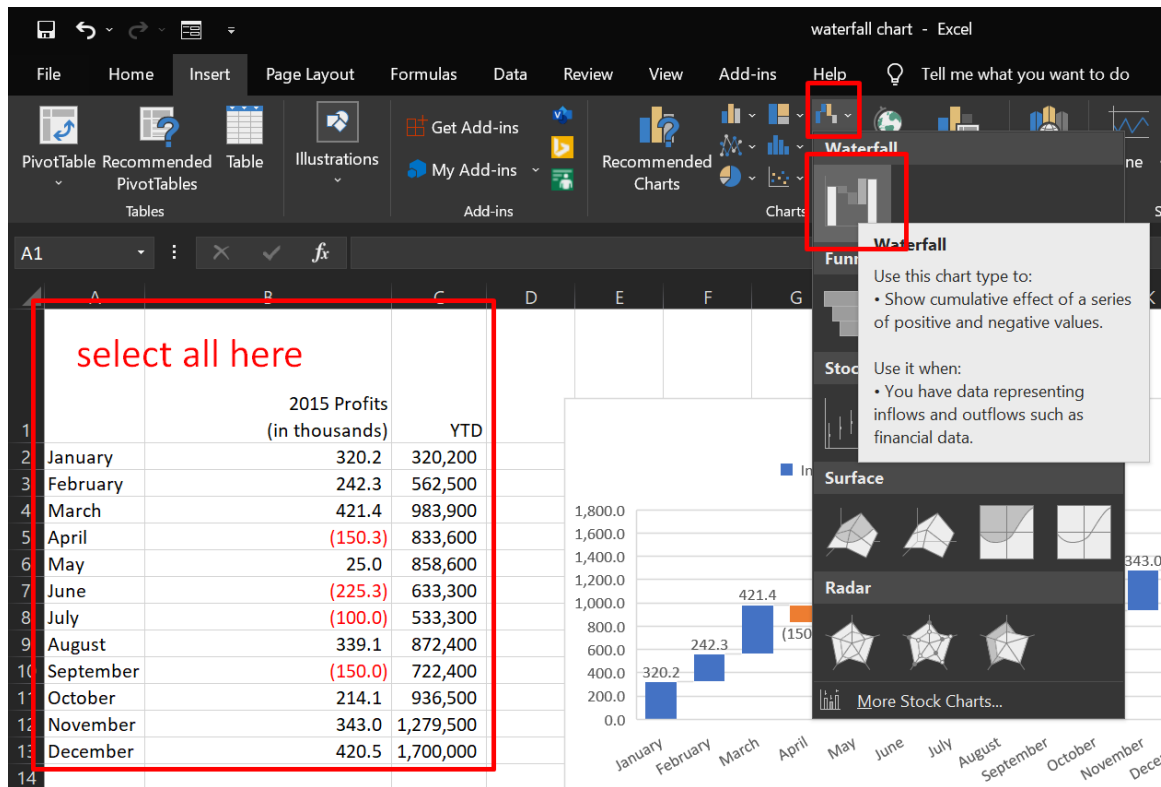 waterfall chart - Excel
File Home Insert Page Layout Formulas Data Review View Add-ins Help Tell me what you want to do
PivotTable
Recommended
PivotTables
Table
Tables
Illustrations
Get Add-ins
My Add-ins
Add-ins
Recommended
Charts
Charts
A1
fx
Waterfall
Waterfall
Use this chart type to:
• Show cumulative effect of a series
of positive and negative values.
Use it when:
• You have data representing
inflows and outflows such as
financial data.
Surface
Radar
More Stock Charts...
A B C D E F G K
select all here
2015 Profits
1 (in thousands) YTD
2 January 320.2 320,200
3 February 242.3 562,500
4 March 421.4 983,900
5 April (150.3) 833,600
6 May 25.0 858,600
7 June (225.3) 633,300
8 July (100.0) 533,300
9 August 339.1 872,400
10 September (150.0) 722,400
11 October 214.1 936,500
12 November 343.0 1,279,500
13 December 420.5 1,700,000
14
1,800.0
1,600.0
1,400.0
1,200.0
1,000.0
800.0
600.0
400.0
200.0
0.0
320.2
242.3
421.4
(150
343.0
January February March April May June July August September October November